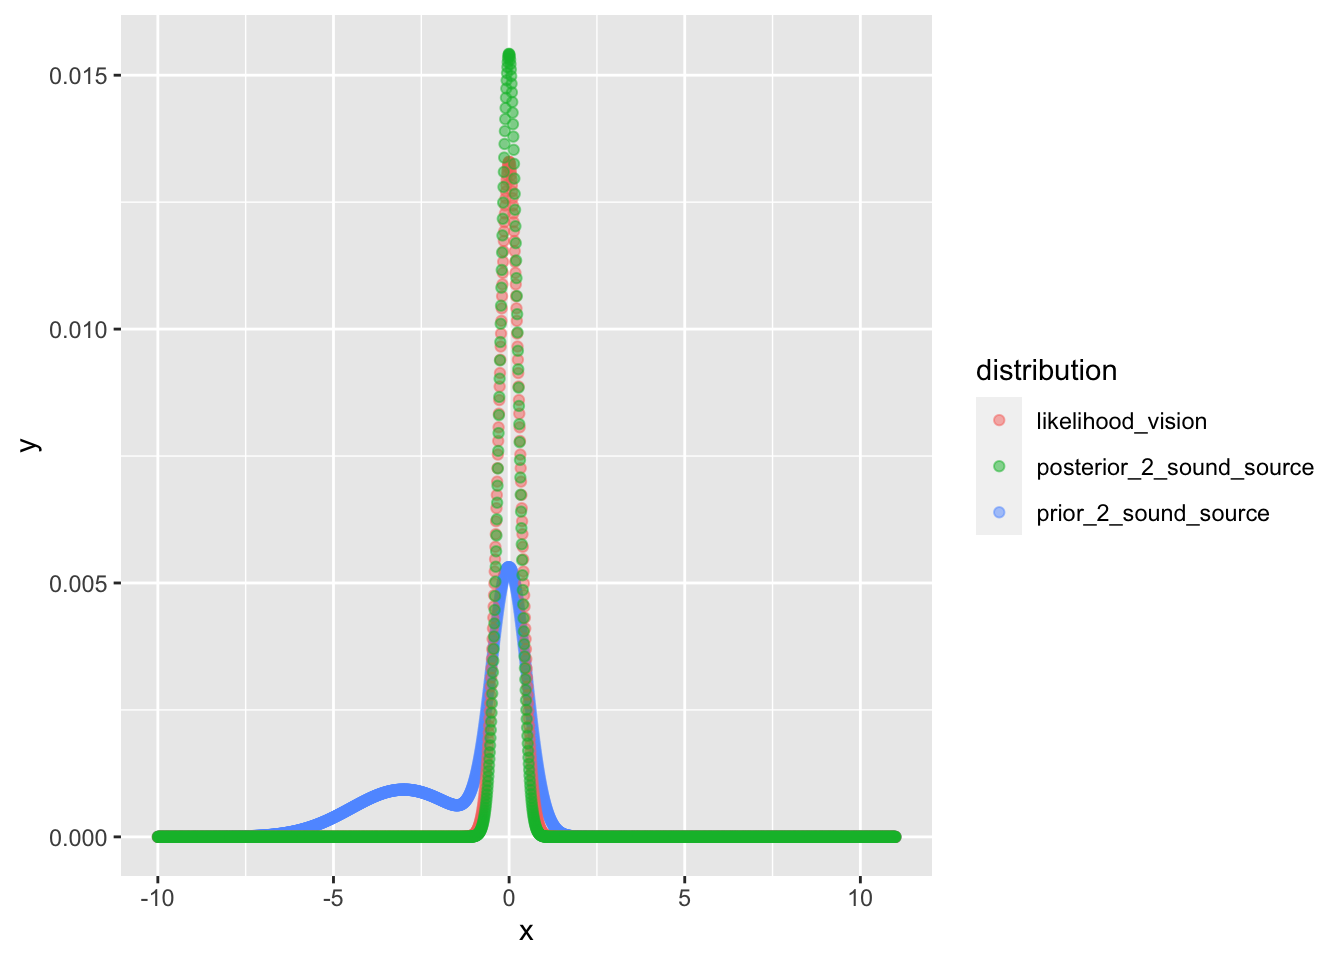 0.015
0.010
0.005
0.000
y
-10
-5
0
5
10
x
distribution
likelihood_vision
posterior_2_sound_source
prior_2_sound_source